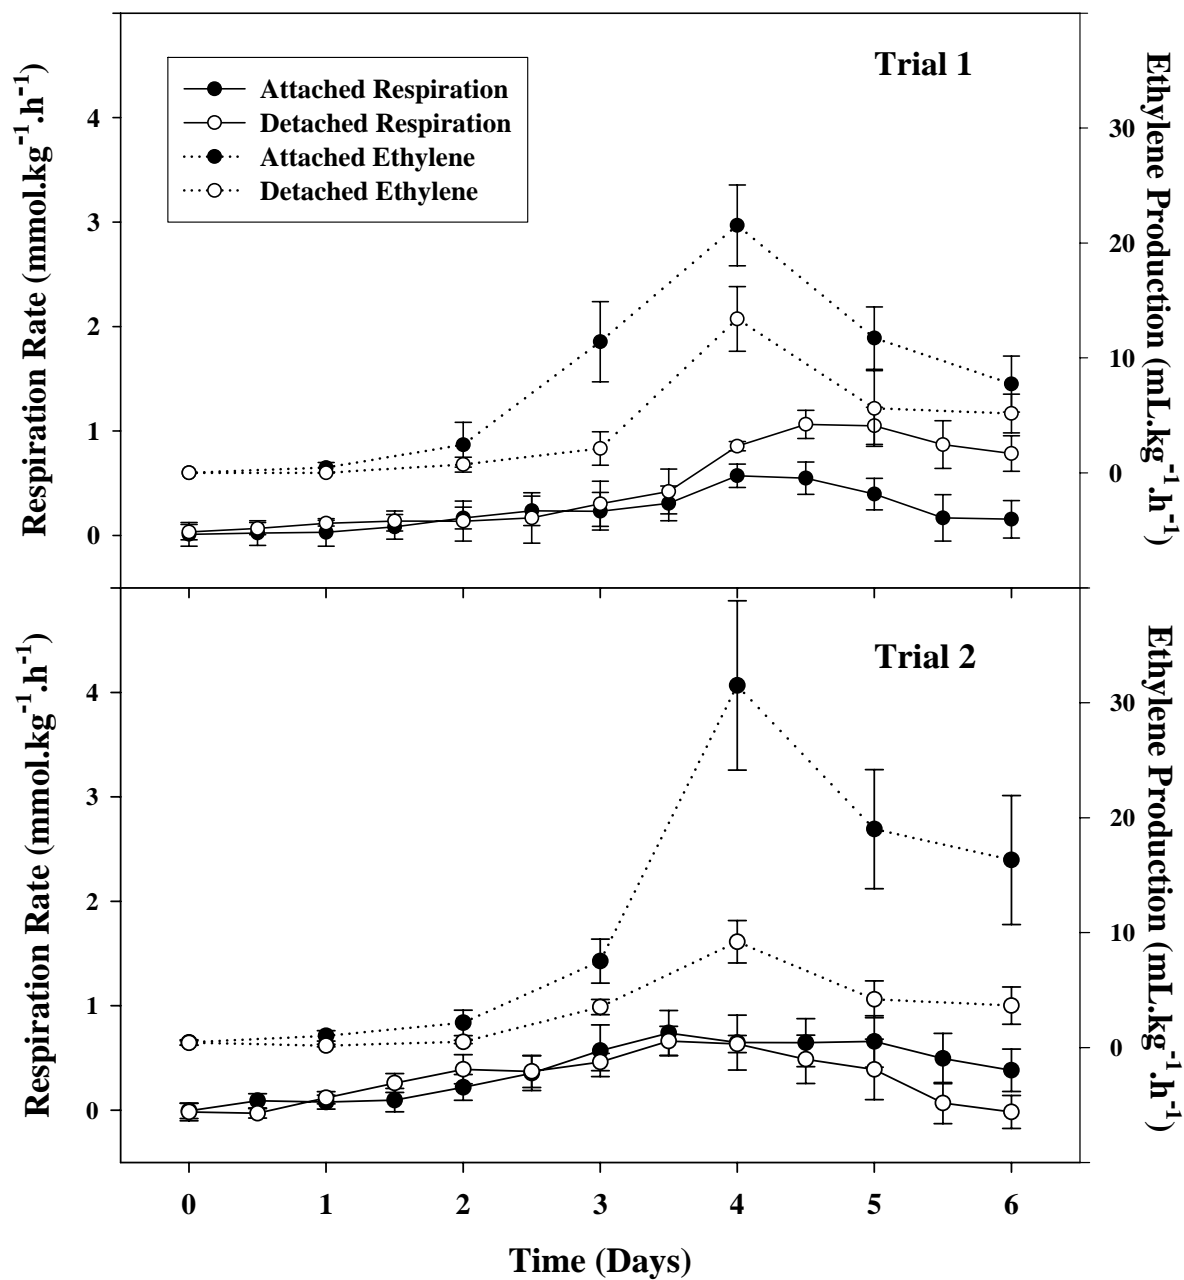 Trial 1
Attached Respiration
Detached Respiration
Attached Ethylene
Detached Ethylene
Respiration Rate (mmol.kg⁻¹.h⁻¹)
4
3
2
1
0
Ethylene Production (mL.kg⁻¹.h⁻¹)
30
20
10
0
Trial 2
Respiration Rate (mmol.kg⁻¹.h⁻¹)
4
3
2
1
0
Ethylene Production (mL.kg⁻¹.h⁻¹)
30
20
10
0
0 1 2 3 4 5 6
Time (Days)